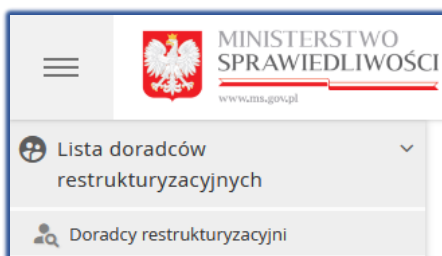 MINISTERSTWO
SPRAWIEDLIWOŚCI
www.ms.gov.pl
Lista doradców
restrukturyzacyjnych
Doradcy restrukturyzacyjni